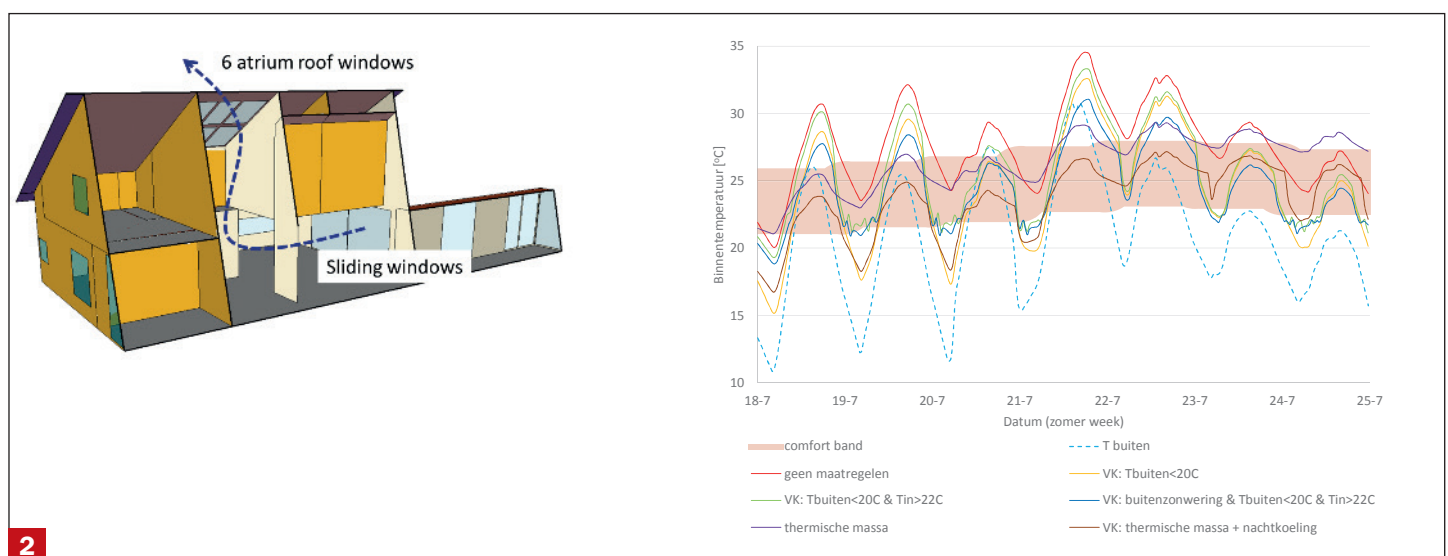 6 atrium roof windows
Sliding windows
2
Binnentemperatuur [°C]
35
30
25
20
15
10
18-7 19-7 20-7 21-7 22-7 23-7 24-7 25-7
Datum (zomer week)
comfort band
T buiten
geen maatregelen
VK: Tbuiten<20C
VK: Tbuiten<20C & Tin>22C
VK: buitenzonwering & Tbuiten<20C & Tin>22C
thermische massa
VK: thermische massa + nachtkoeling